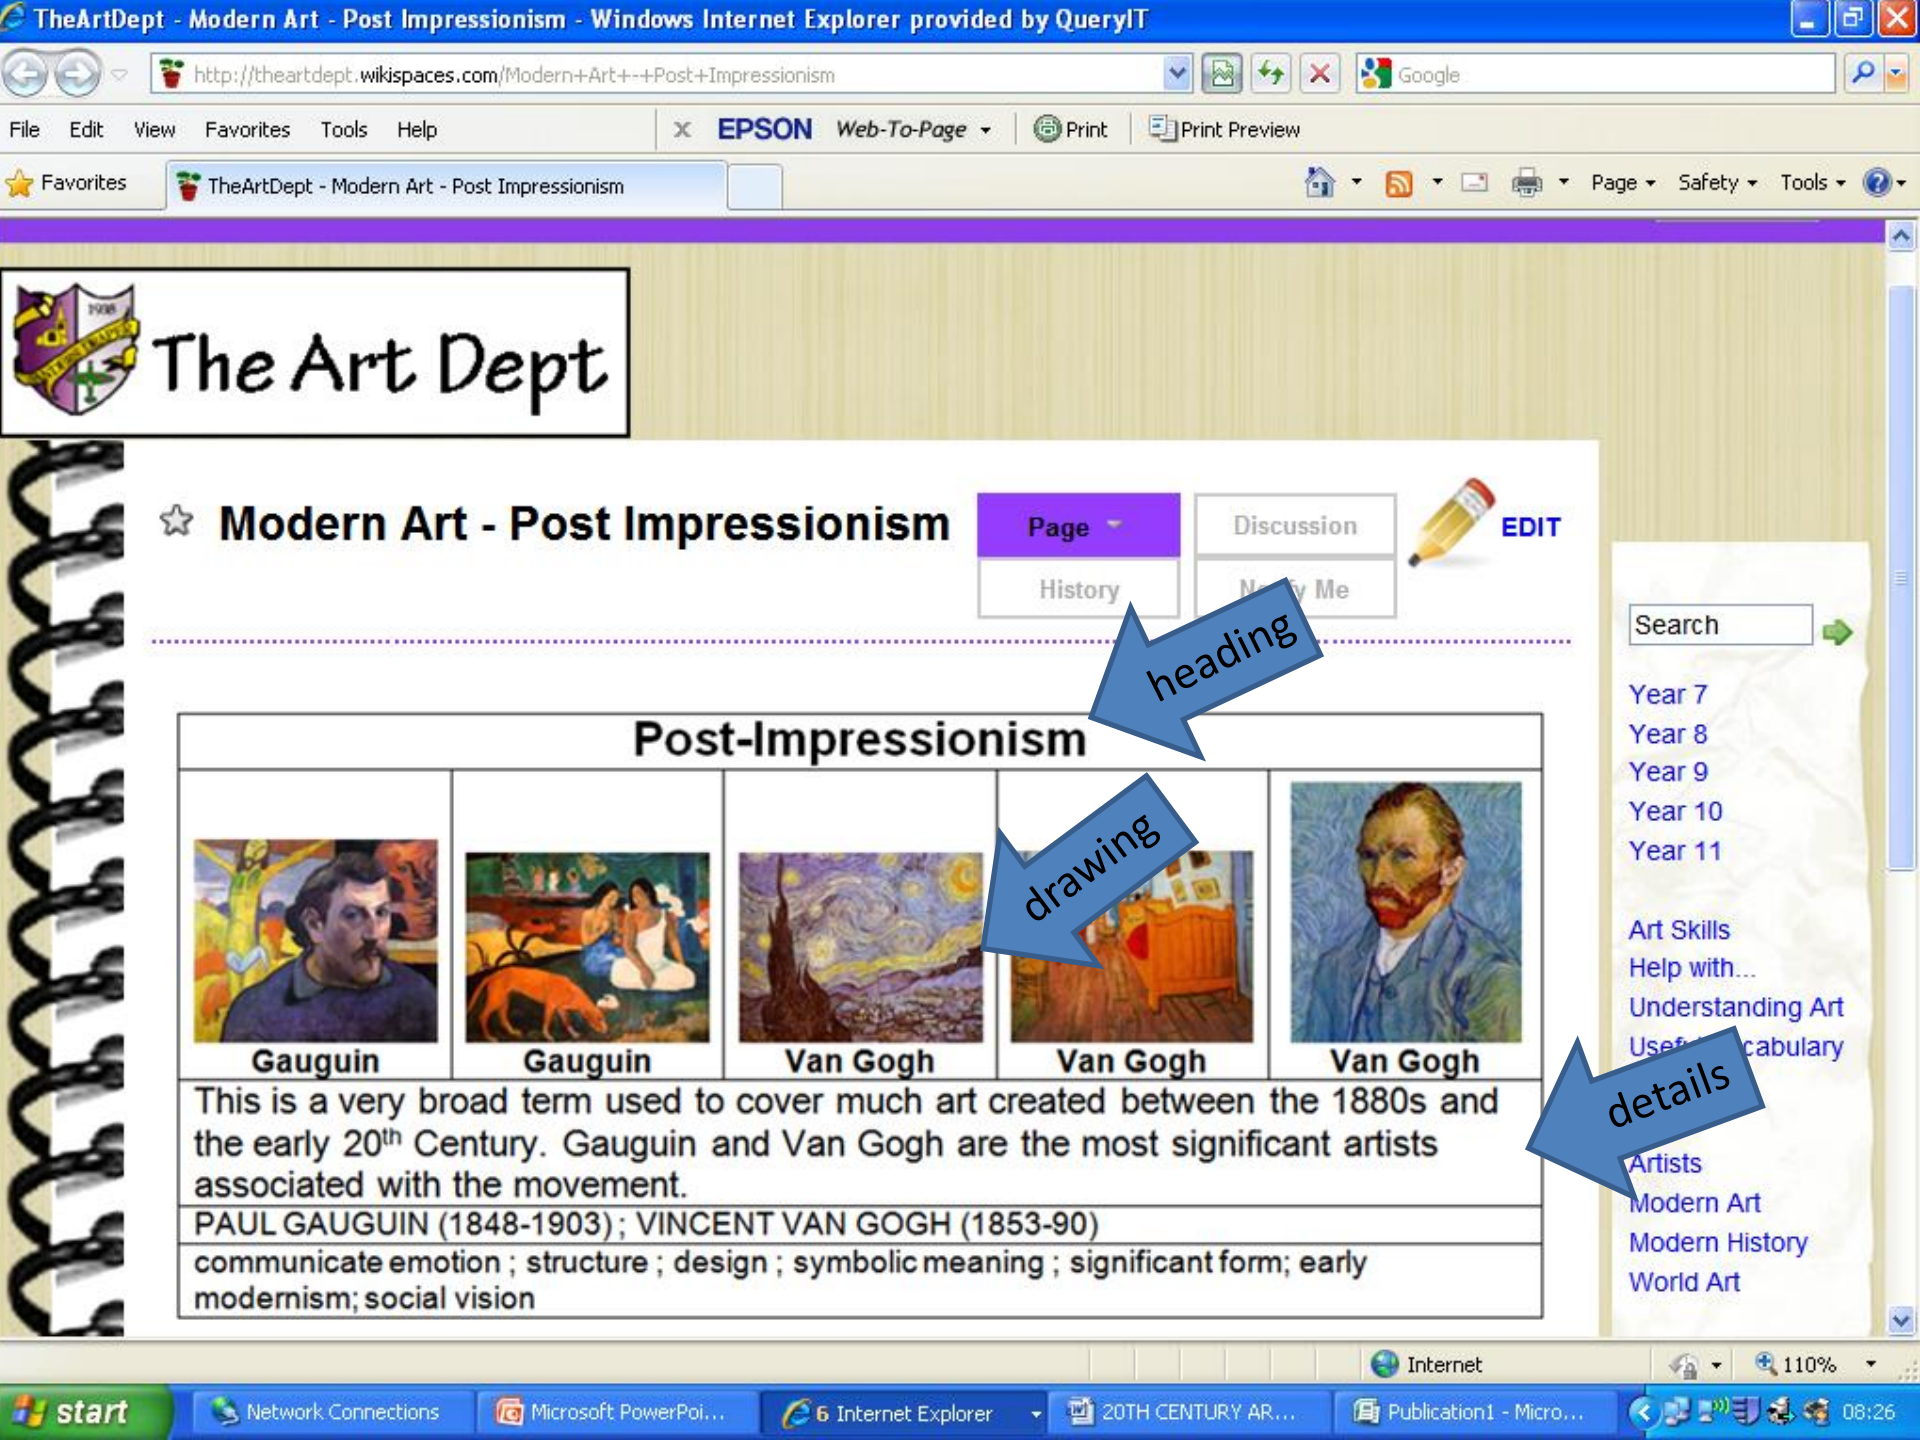 TheArtDept - Modern Art - Post Impressionism - Windows Internet Explorer provided by QueryIT
http://theartdept.wikispaces.com/Modern+Art+-+Post+Impressionism
Google
File Edit View Favorites Tools Help
x EPSON Web-To-Page Print Print Preview
Favorites
TheArtDept - Modern Art - Post Impressionism
Page Safety Tools
1938
The Art Dept
Modern Art - Post Impressionism
Page
Discussion
EDIT
History
Me
heading
Search
Year 7
Year 8
Year 9
Year 10
Year 11
Art Skills
Help with...
Understanding Art
Artists
Modern Art
Modern History
World Art
Post-Impressionism
drawing
Gauguin Gauguin Van Gogh Van Gogh Van Gogh
details
This is a very broad term used to cover much art created between the 1880s and
the early 20th Century. Gauguin and Van Gogh are the most significant artists
associated with the movement.
PAUL GAUGUIN (1848-1903) ; VINCENT VAN GOGH (1853-90)
communicate emotion ; structure ; design ; symbolic meaning ; significant form; early
modernism; social vision
Internet
110%
start
Network Connections
Microsoft PowerPoi...
6 Internet Explorer
20TH CENTURY AR...
Publication1 - Micro...
08:26